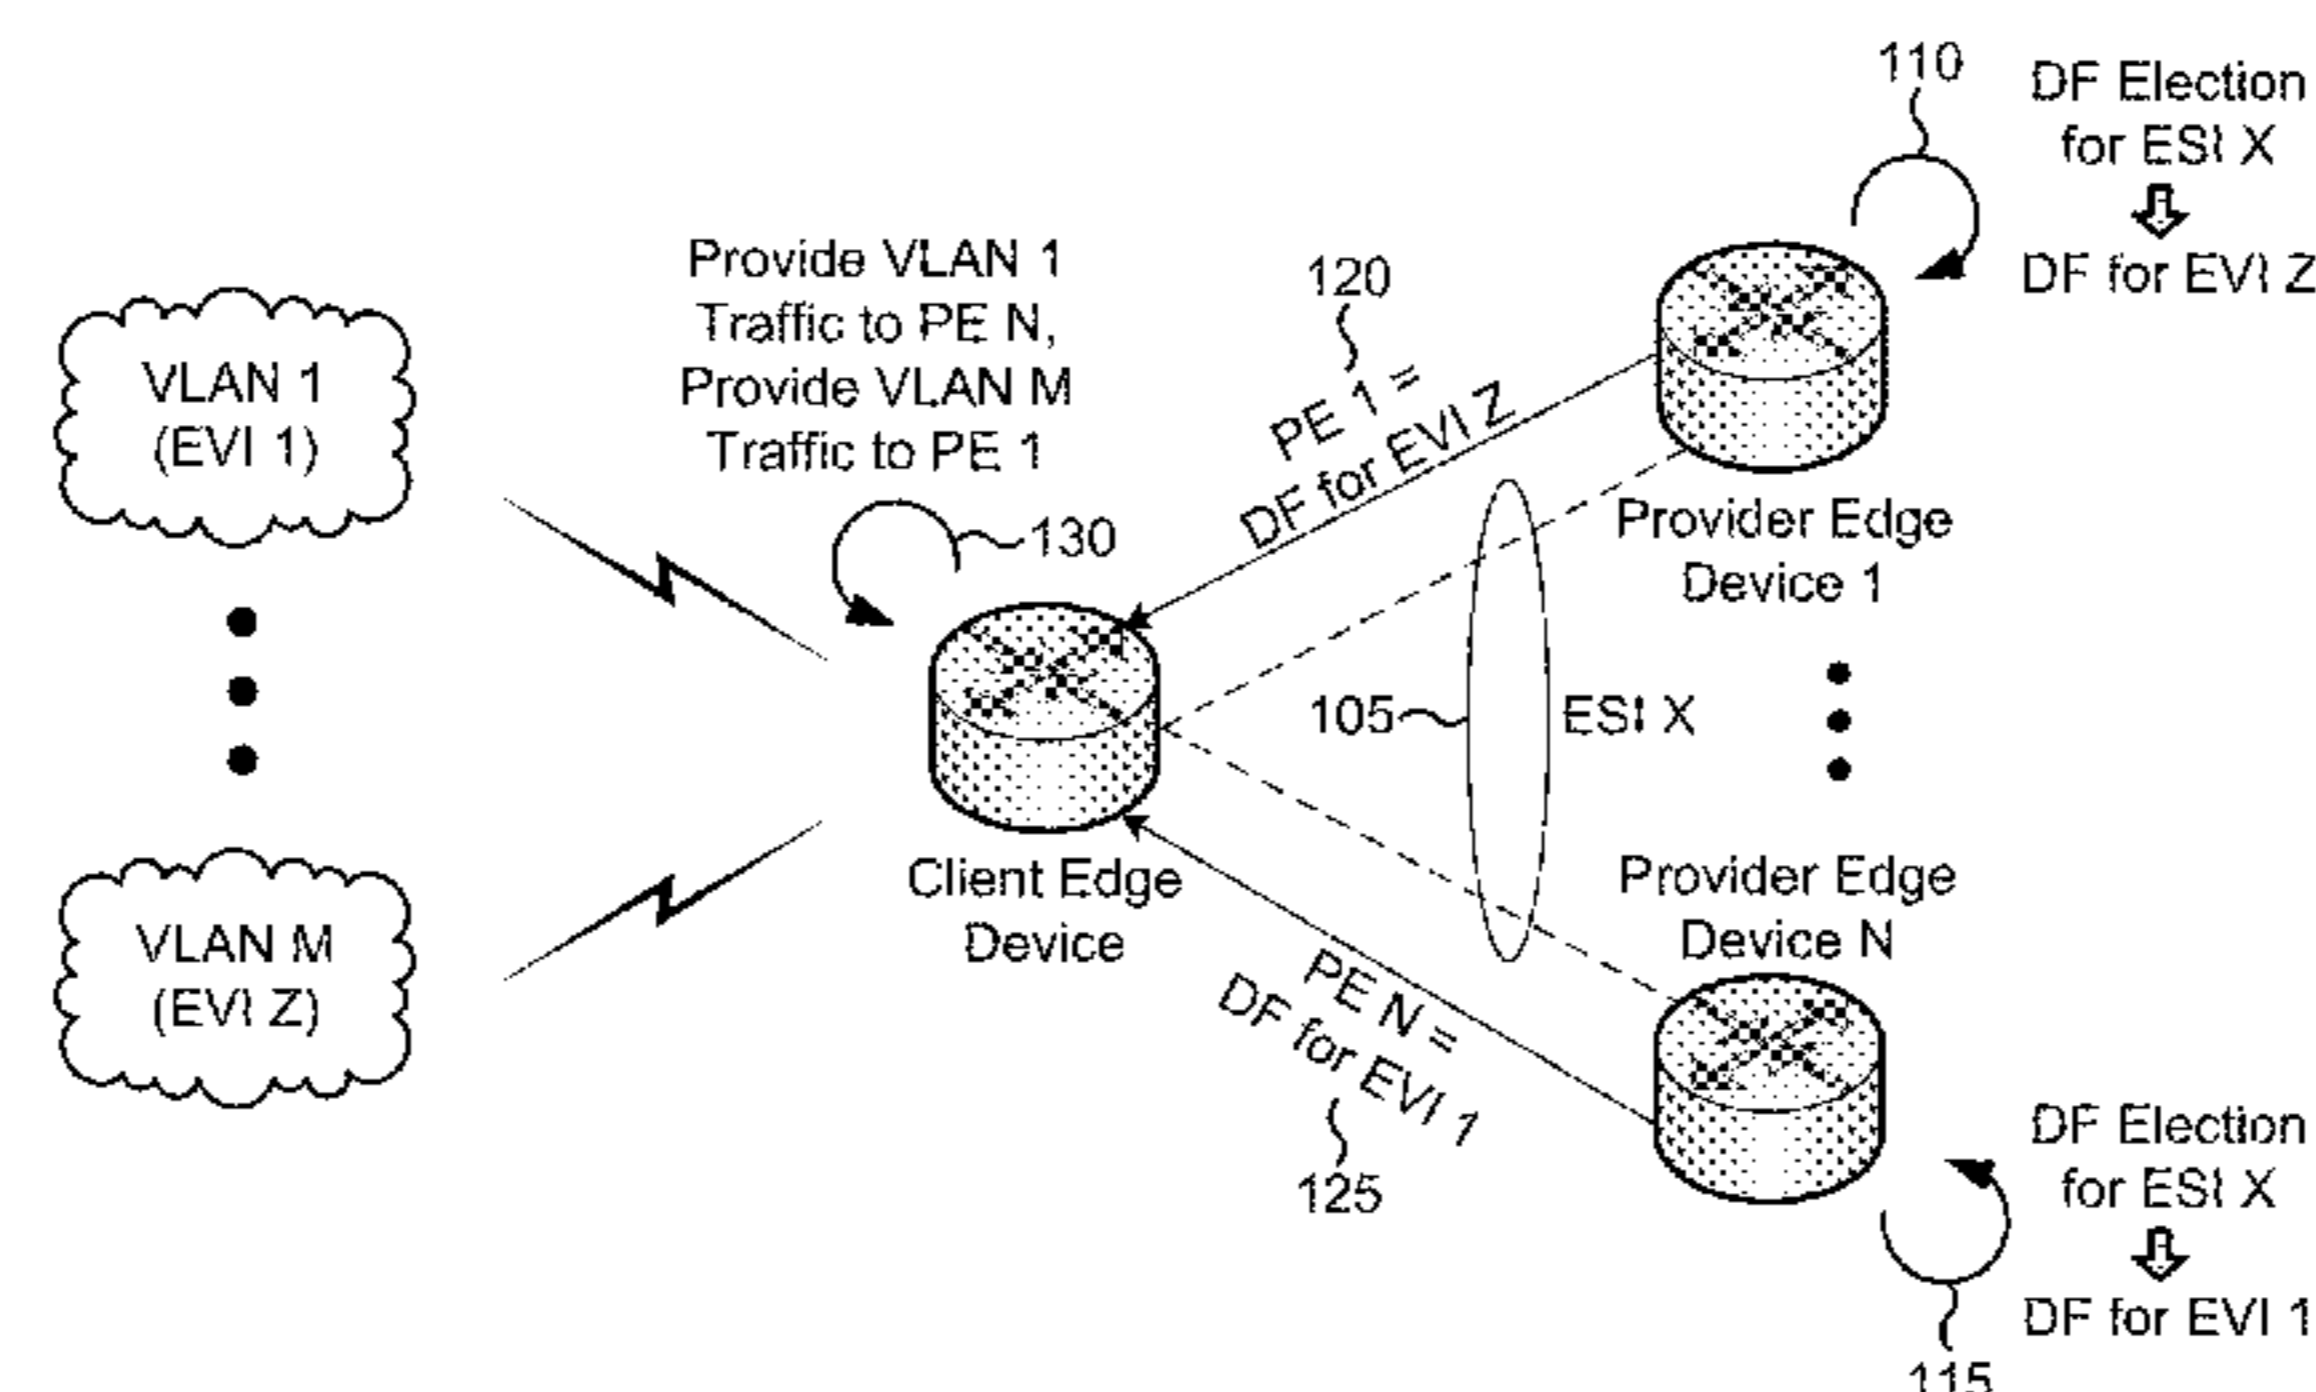 110
DF Election
for ESI X
DF for EVI Z
Provide VLAN 1
Traffic to PE N,
Provide VLAN M
Traffic to PE 1
120
PE 1 =
DF for EVI Z
VLAN 1
(EVI 1)
130
Provider Edge
Device 1
105
ESI X
Client Edge
Device
Provider Edge
Device N
VLAN M
(EVI Z)
PE N =
DF for EVI 1
125
DF Election
for ESI X
DF for EVI 1
115